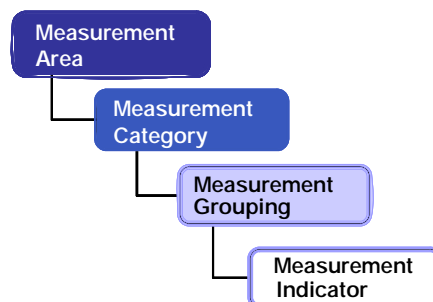 Measurement
Area
Measurement
Category
Measurement
Grouping
Measurement
Indicator